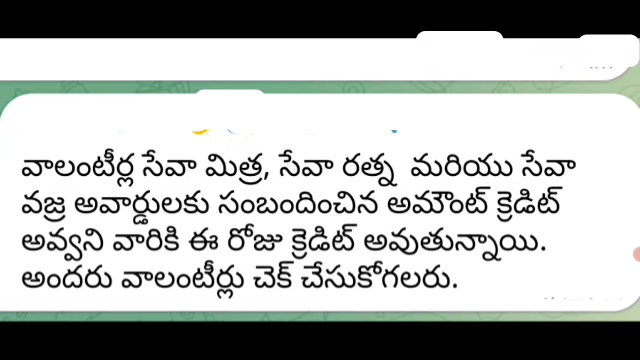 వాలంటీర్ల సేవా మిత్ర, సేవా రత్న మరియు సేవా
వజ్ర అవార్డులకు సంబందించిన అమౌంట్ క్రెడిట్
అవ్వని వారికి ఈ రోజు క్రెడిట్ అవుతున్నాయి.
అందరు వాలంటీర్లు చెక్ చేసుకోగలరు.